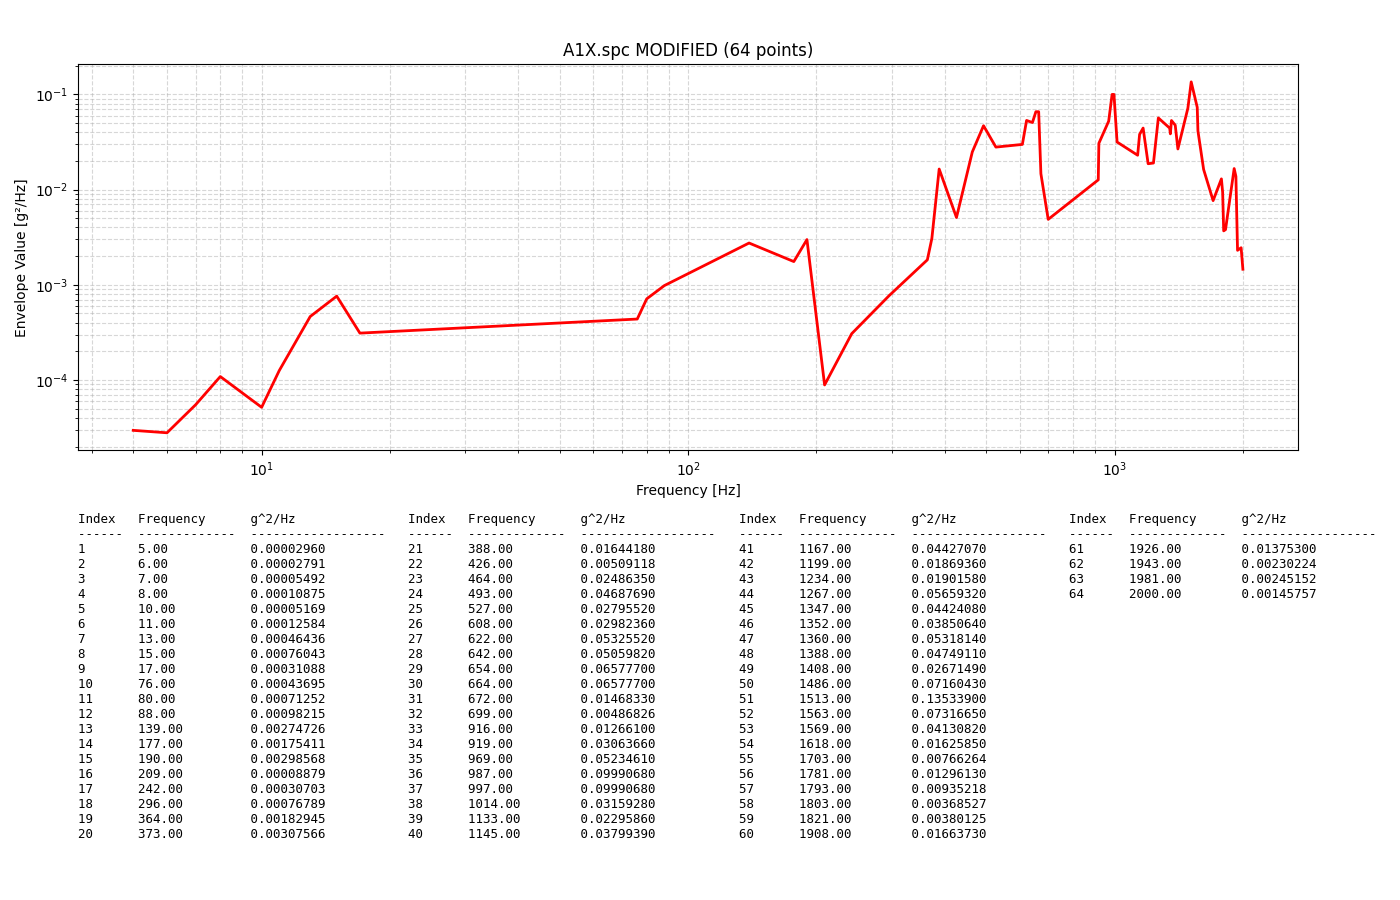 A1X.spc MODIFIED (64 points)
10⁻¹
10⁻²
10⁻³
10⁻⁴
Envelope Value [g²/Hz]
10¹ 10² 10³
Frequency [Hz]
Index Frequency g^2/Hz Index Frequency g^2/Hz Index Frequency g^2/Hz Index Frequency g^2/Hz
------ ------------- ------------------ ------ ------------- ------------------ ------ ------------- ------------------ ------ ------------- ------------------
1 5.00 0.00002960 21 388.00 0.01644180 41 1167.00 0.04427070 61 1926.00 0.01375300
2 6.00 0.00002791 22 426.00 0.00509118 42 1199.00 0.01869360 62 1943.00 0.00230224
3 7.00 0.00005492 23 464.00 0.02486350 43 1234.00 0.01901580 63 1981.00 0.00245152
4 8.00 0.00010875 24 493.00 0.04687690 44 1267.00 0.05659320 64 2000.00 0.00145757
5 10.00 0.00005169 25 527.00 0.02795520 45 1347.00 0.04424080
6 11.00 0.00012584 26 608.00 0.02982360 46 1352.00 0.03850640
7 13.00 0.00046436 27 622.00 0.05325520 47 1360.00 0.05318140
8 15.00 0.00076043 28 642.00 0.05059820 48 1388.00 0.04749110
9 17.00 0.00031088 29 654.00 0.06577700 49 1408.00 0.02671490
10 76.00 0.00043695 30 664.00 0.06577700 50 1486.00 0.07160430
11 80.00 0.00071252 31 672.00 0.01468330 51 1513.00 0.13533900
12 88.00 0.00098215 32 699.00 0.00486826 52 1563.00 0.07316650
13 139.00 0.00274726 33 916.00 0.01266100 53 1569.00 0.04130820
14 177.00 0.00175411 34 919.00 0.03063660 54 1618.00 0.01625850
15 190.00 0.00298568 35 969.00 0.05234610 55 1703.00 0.00766264
16 209.00 0.00008879 36 987.00 0.09990680 56 1781.00 0.01296130
17 242.00 0.00030703 37 997.00 0.09990680 57 1793.00 0.00935218
18 296.00 0.00076789 38 1014.00 0.03159280 58 1803.00 0.00368527
19 364.00 0.00182945 39 1133.00 0.02295860 59 1821.00 0.00380125
20 373.00 0.00307566 40 1145.00 0.03799390 60 1908.00 0.01663730